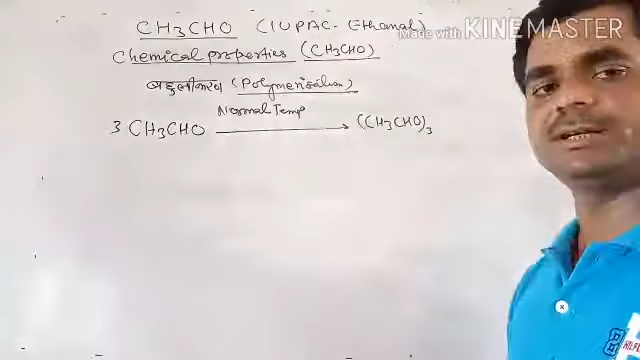 CH3CHO (IUPAC - Ethanal)
Made with KINEMASTER
Chemical properties (CH3CHO)
बहुलीकरण (Polymerisation)
Normal Temp
3 CH3CHO → (CH3CHO)3